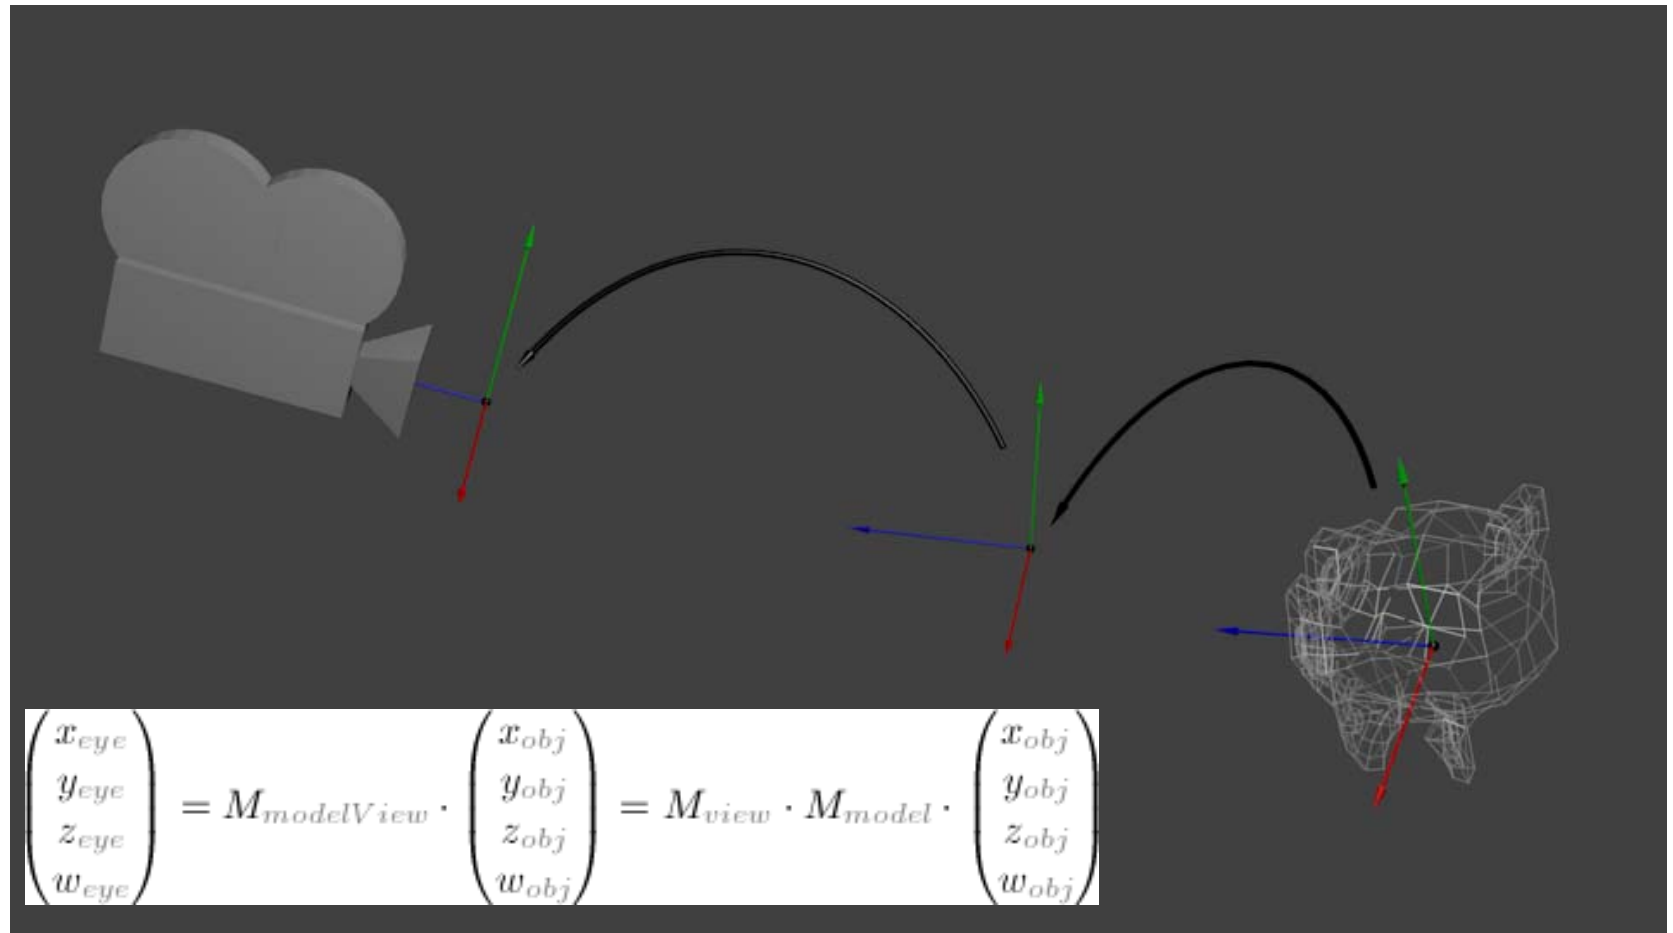 (x_eye y_eye z_eye w_eye) = M_modelView · (x_obj y_obj z_obj w_obj) = M_view · M_model · (x_obj y_obj z_obj w_obj)